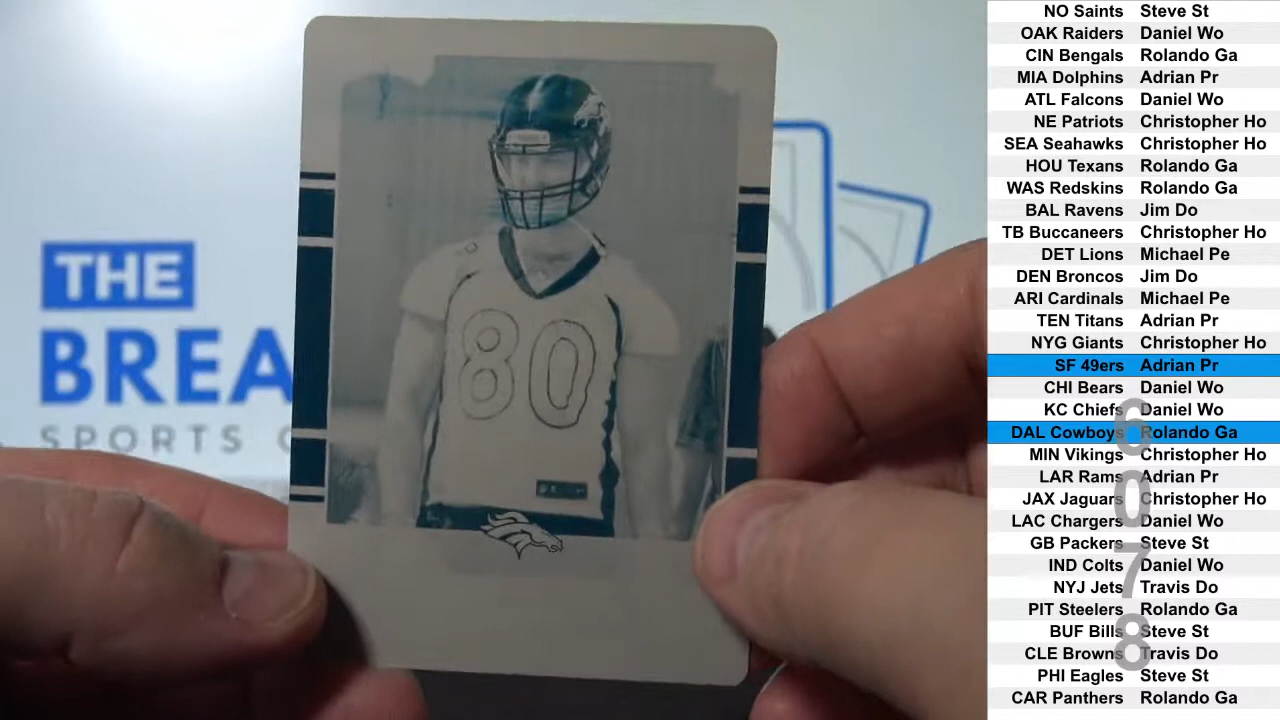 THE
BREA
SPORTS C
80
NO Saints Steve St
OAK Raiders Daniel Wo
CIN Bengals Rolando Ga
MIA Dolphins Adrian Pr
ATL Falcons Daniel Wo
NE Patriots Christopher Ho
SEA Seahawks Christopher Ho
HOU Texans Rolando Ga
WAS Redskins Rolando Ga
BAL Ravens Jim Do
TB Buccaneers Christopher Ho
DET Lions Michael Pe
DEN Broncos Jim Do
ARI Cardinals Michael Pe
TEN Titans Adrian Pr
NYG Giants Christopher Ho
SF 49ers Adrian Pr
CHI Bears Daniel Wo
KC Chiefs Daniel Wo
DAL Cowboys Rolando Ga
MIN Vikings Christopher Ho
LAR Rams Adrian Pr
JAX Jaguars Christopher Ho
LAC Chargers Daniel Wo
GB Packers Steve St
IND Colts Daniel Wo
NYJ Jets Travis Do
PIT Steelers Rolando Ga
BUF Bills Steve St
CLE Browns Travis Do
PHI Eagles Steve St
CAR Panthers Rolando Ga
6
0
7
8